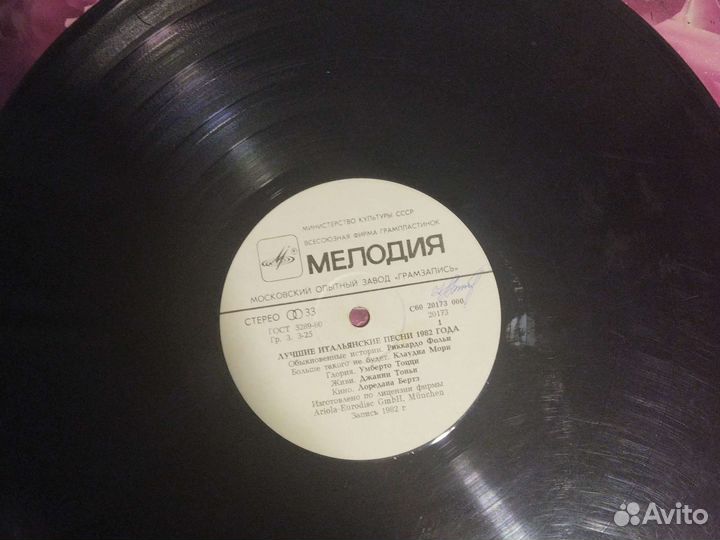 МИНИСТЕРСТВО КУЛЬТУРЫ СССР
ВСЕСОЮЗНАЯ ФИРМА ГРАМПЛАСТИНОК
МЕЛОДИЯ
МОСКОВСКИЙ ОПЫТНЫЙ ЗАВОД «ГРАМЗАПИСЬ»
СТЕРЕО 33
ГОСТ 5289-80
Гр. 3. 3-25
С60 20173 000
20173
1
ЛУЧШИЕ ИТАЛЬЯНСКИЕ ПЕСНИ 1982 ГОДА
Обыкновенные истории. Риккардо Фольи
Больше такого не будет. Клаудиа Мори
Глория. Умберто Тоцци
Живи. Джанни Тоньи
Кино. Лоредана Бертэ
Изготовлено по лицензии фирмы
Ariola-Eurodisc GmbH, München
Запись 1982 г
Avito